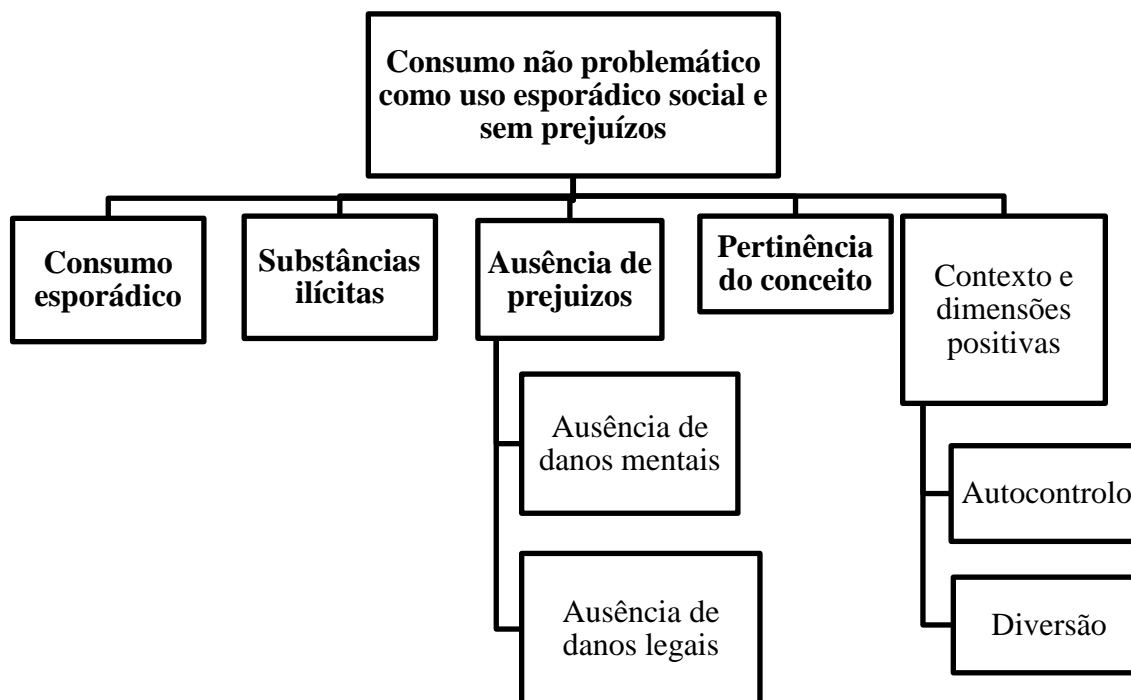 Consumo não problemático
como uso esporádico social e
sem prejuízos
Consumo
esporádico
Substâncias
ilícitas
Ausência de
prejuizos
Pertinência
do conceito
Contexto e
dimensões
positivas
Ausência de
danos mentais
Ausência de
danos legais
Autocontrolo
Diversão